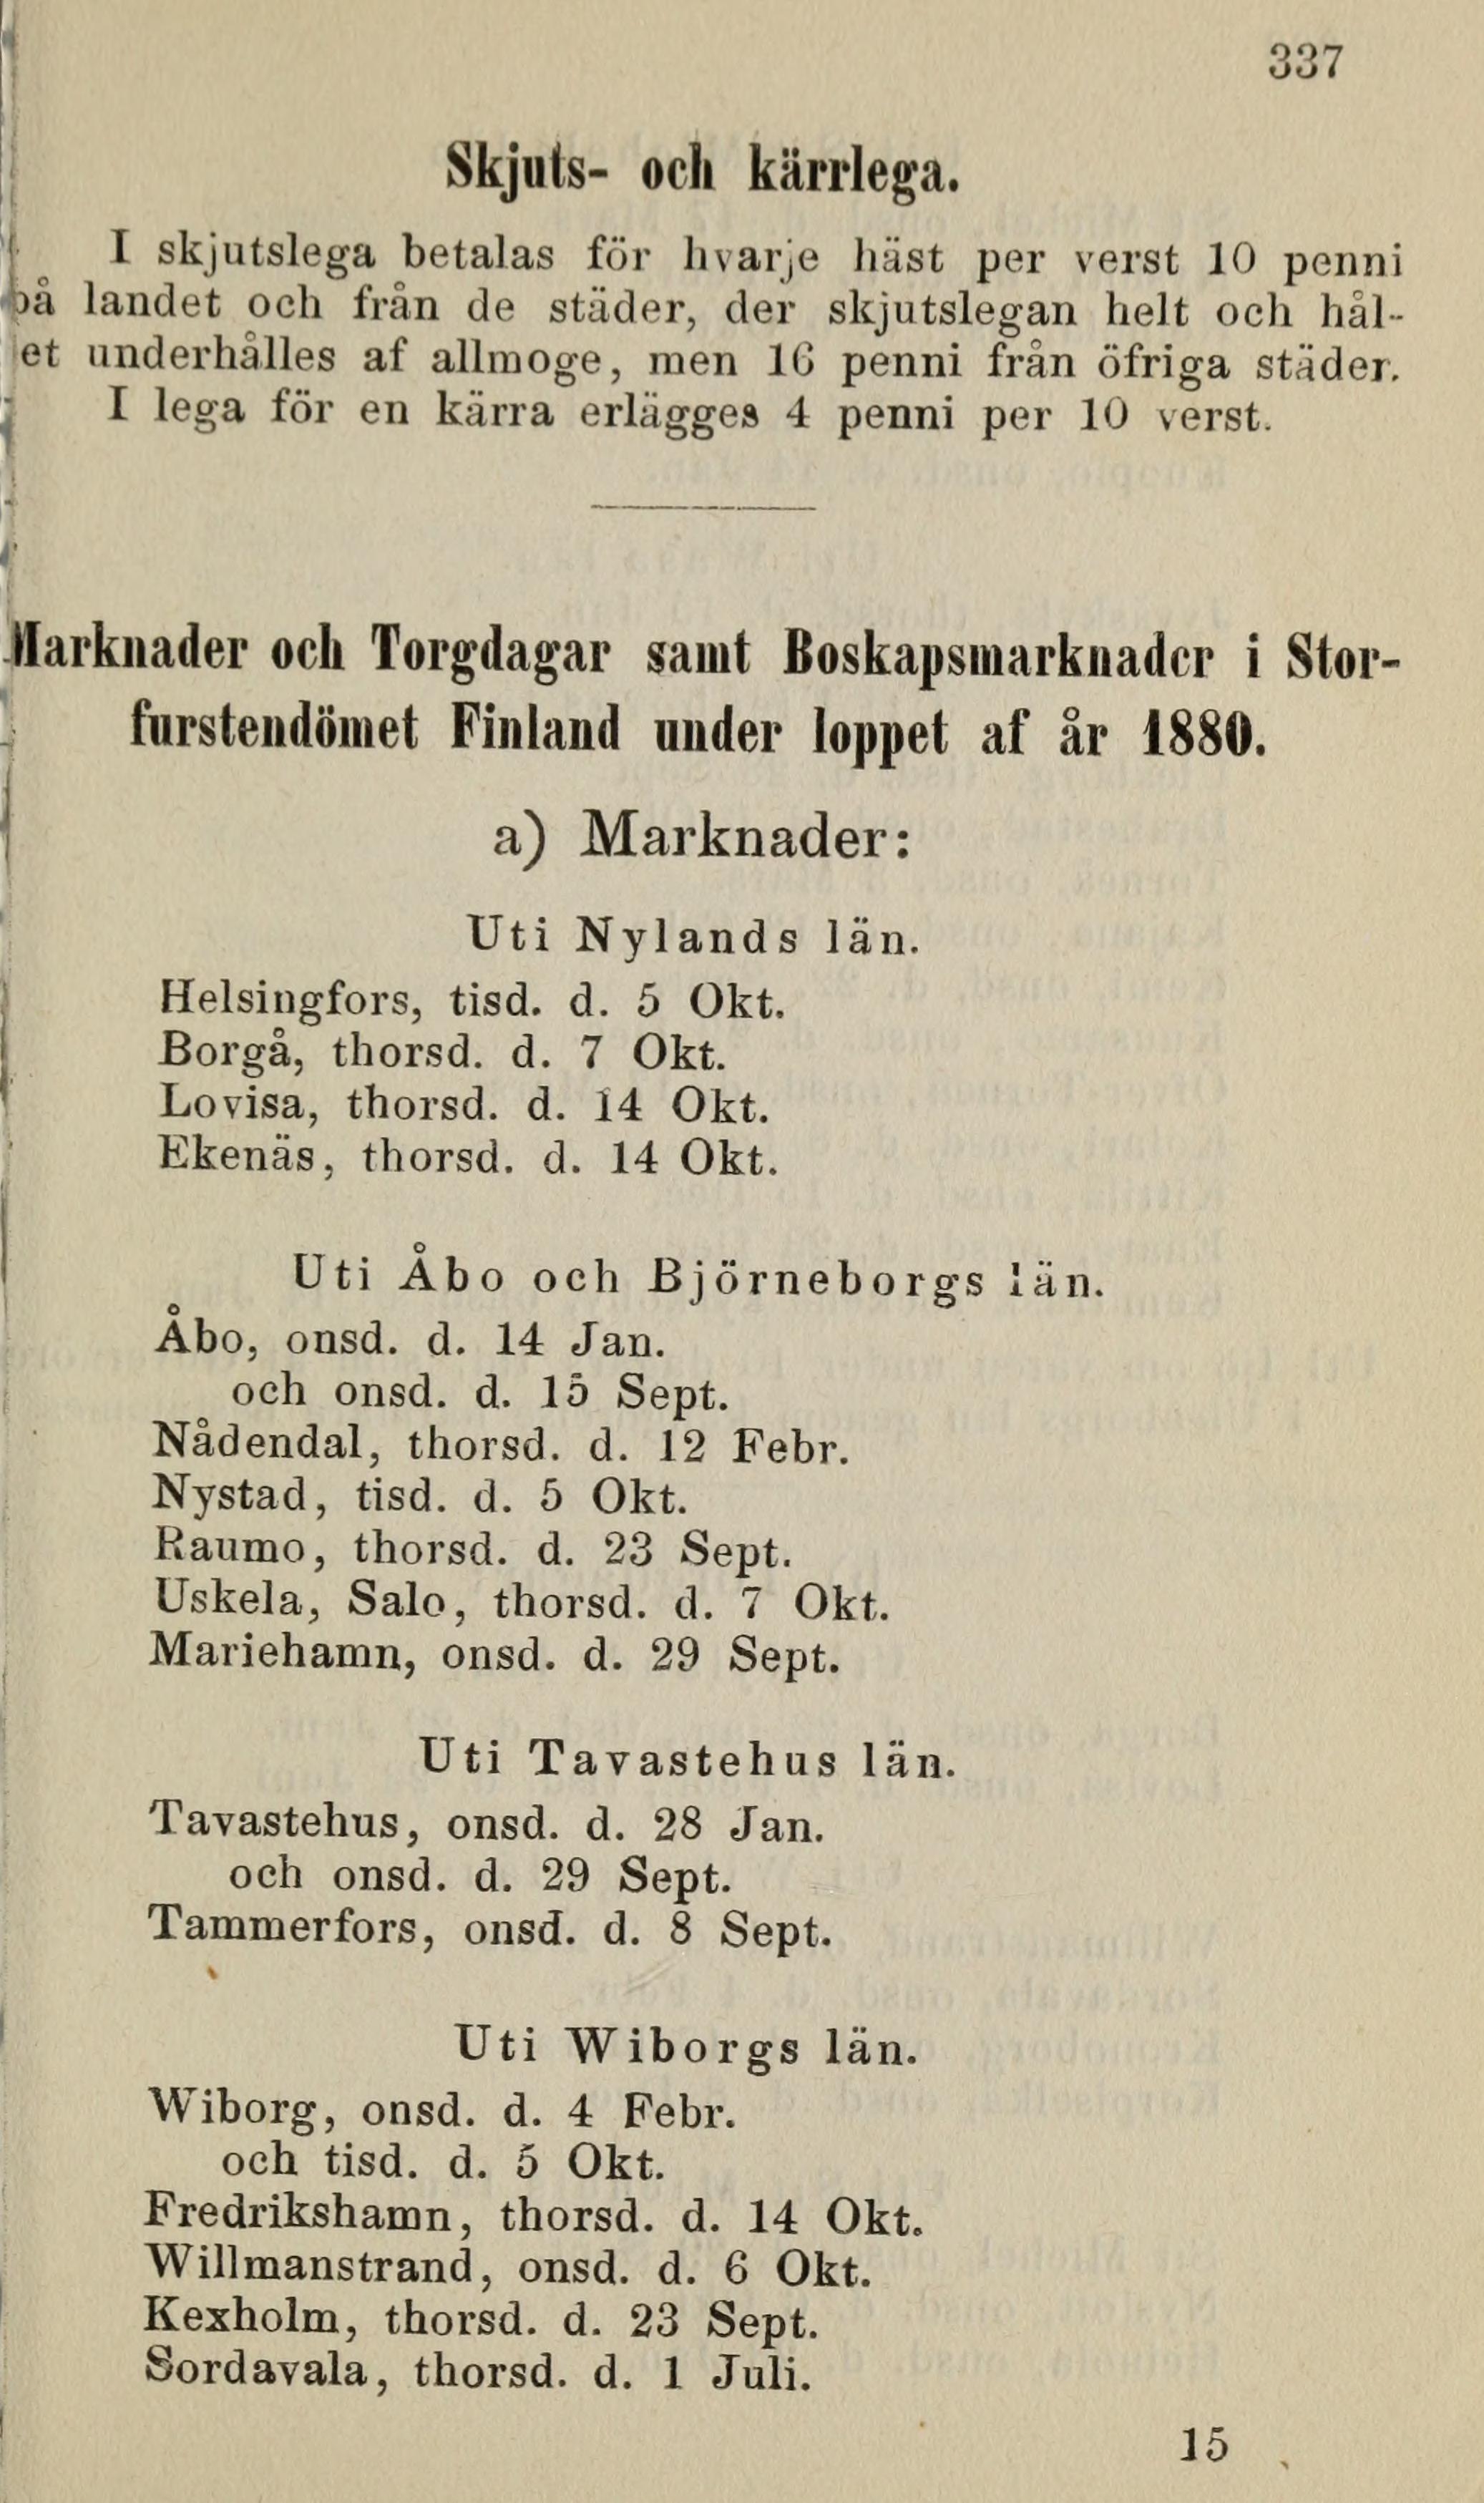 337
Skjuts- och kärrlega.
I skjutslega betalas för hvarje häst per verst 10 penni
på landet och från de städer, der skjutslegan helt och hål-
et underhålles af allmoge, men 16 penni från öfriga städer.
I lega för en kärra erlägges 4 penni per 10 verst.
Marknader och Torgdagar samt Boskapsmarknader i Stor-
furstendömet Finland under loppet af år 1880.
a) Marknader:
Uti Nylands län.
Helsingfors, tisd. d. 5 Okt.
Borgå, thorsd. d. 7 Okt.
Lovisa, thorsd. d. 14 Okt.
Ekenäs, thorsd. d. 14 Okt.
Uti Åbo och Björneborgs län.
Åbo, onsd. d. 14 Jan.
och onsd. d. 15 Sept.
Nådendal, thorsd. d. 12 Febr.
Nystad, tisd. d. 5 Okt.
Raumo, thorsd. d. 23 Sept.
Uskela, Salo, thorsd. d. 7 Okt.
Mariehamn, onsd. d. 29 Sept.
Uti Tavastehus län.
Tavastehus, onsd. d. 28 Jan.
och onsd. d. 29 Sept.
Tammerfors, onsd. d. 8 Sept.
Uti Wiborgs län.
Wiborg, onsd. d. 4 Febr.
och tisd. d. 5 Okt.
Fredrikshamn, thorsd. d. 14 Okt.
Willmanstrand, onsd. d. 6 Okt.
Kexholm, thorsd. d. 23 Sept.
Sordavala, thorsd. d. 1 Juli.
15